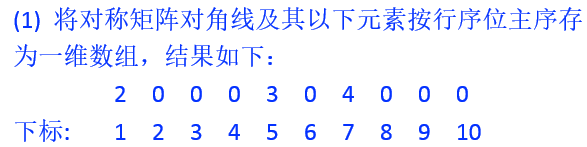 (1) 将对称矩阵对角线及其以下元素按行序位主序存
为一维数组，结果如下：
2 0 0 0 3 0 4 0 0 0
下标: 1 2 3 4 5 6 7 8 9 10